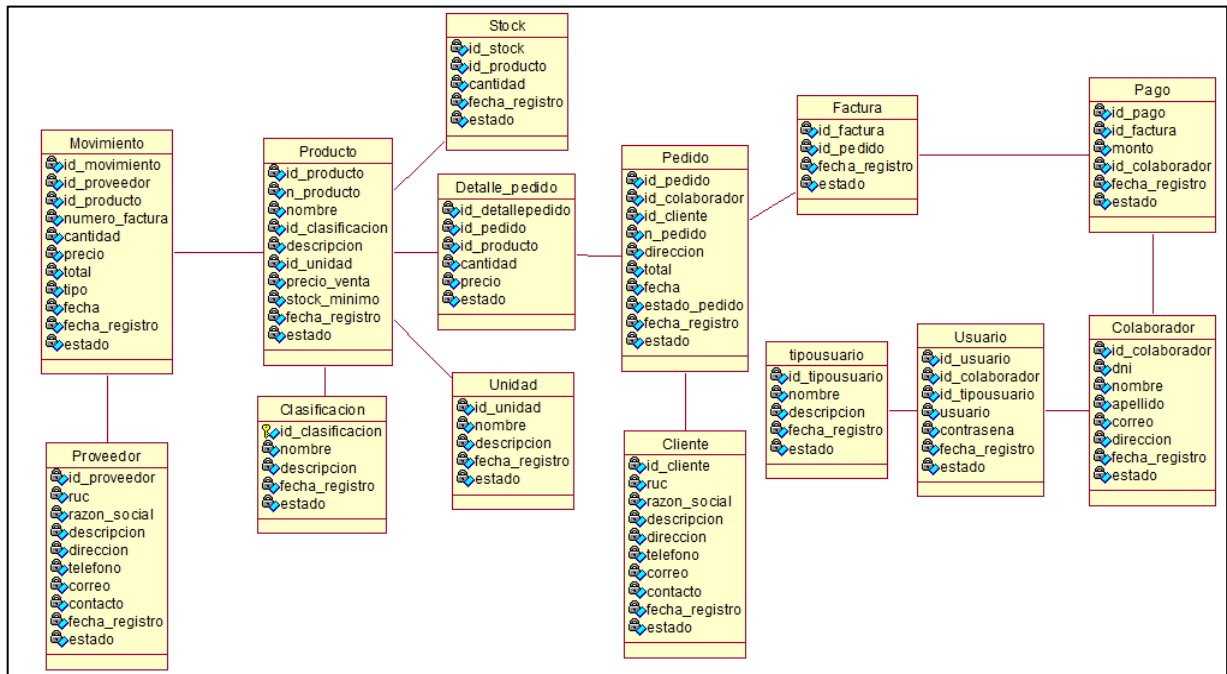 Stock
id_stock
id_producto
cantidad
fecha_registro
estado
Movimiento
id_movimiento
id_proveedor
id_producto
numero_factura
cantidad
precio
total
tipo
fecha
fecha_registro
estado
Producto
id_producto
n_producto
nombre
id_clasificacion
descripcion
id_unidad
precio_venta
stock_minimo
fecha_registro
estado
Detalle_pedido
id_detallepedido
id_pedido
id_producto
cantidad
precio
estado
Pedido
id_pedido
id_colaborador
id_cliente
n_pedido
direccion
total
fecha
estado_pedido
fecha_registro
estado
Factura
id_factura
id_pedido
fecha_registro
estado
Pago
id_pago
id_factura
monto
id_colaborador
fecha_registro
estado
Proveedor
id_proveedor
ruc
razon_social
descripcion
direccion
telefono
correo
contacto
fecha_registro
estado
Clasificacion
id_clasificacion
nombre
descripcion
fecha_registro
estado
Unidad
id_unidad
nombre
descripcion
fecha_registro
estado
Cliente
id_cliente
ruc
razon_social
descripcion
direccion
telefono
correo
contacto
fecha_registro
estado
tipousuario
id_tipousuario
nombre
descripcion
fecha_registro
estado
Usuario
id_usuario
id_colaborador
id_tipousuario
usuario
contrasena
fecha_registro
estado
Colaborador
id_colaborador
dni
nombre
apellido
correo
direccion
fecha_registro
estado